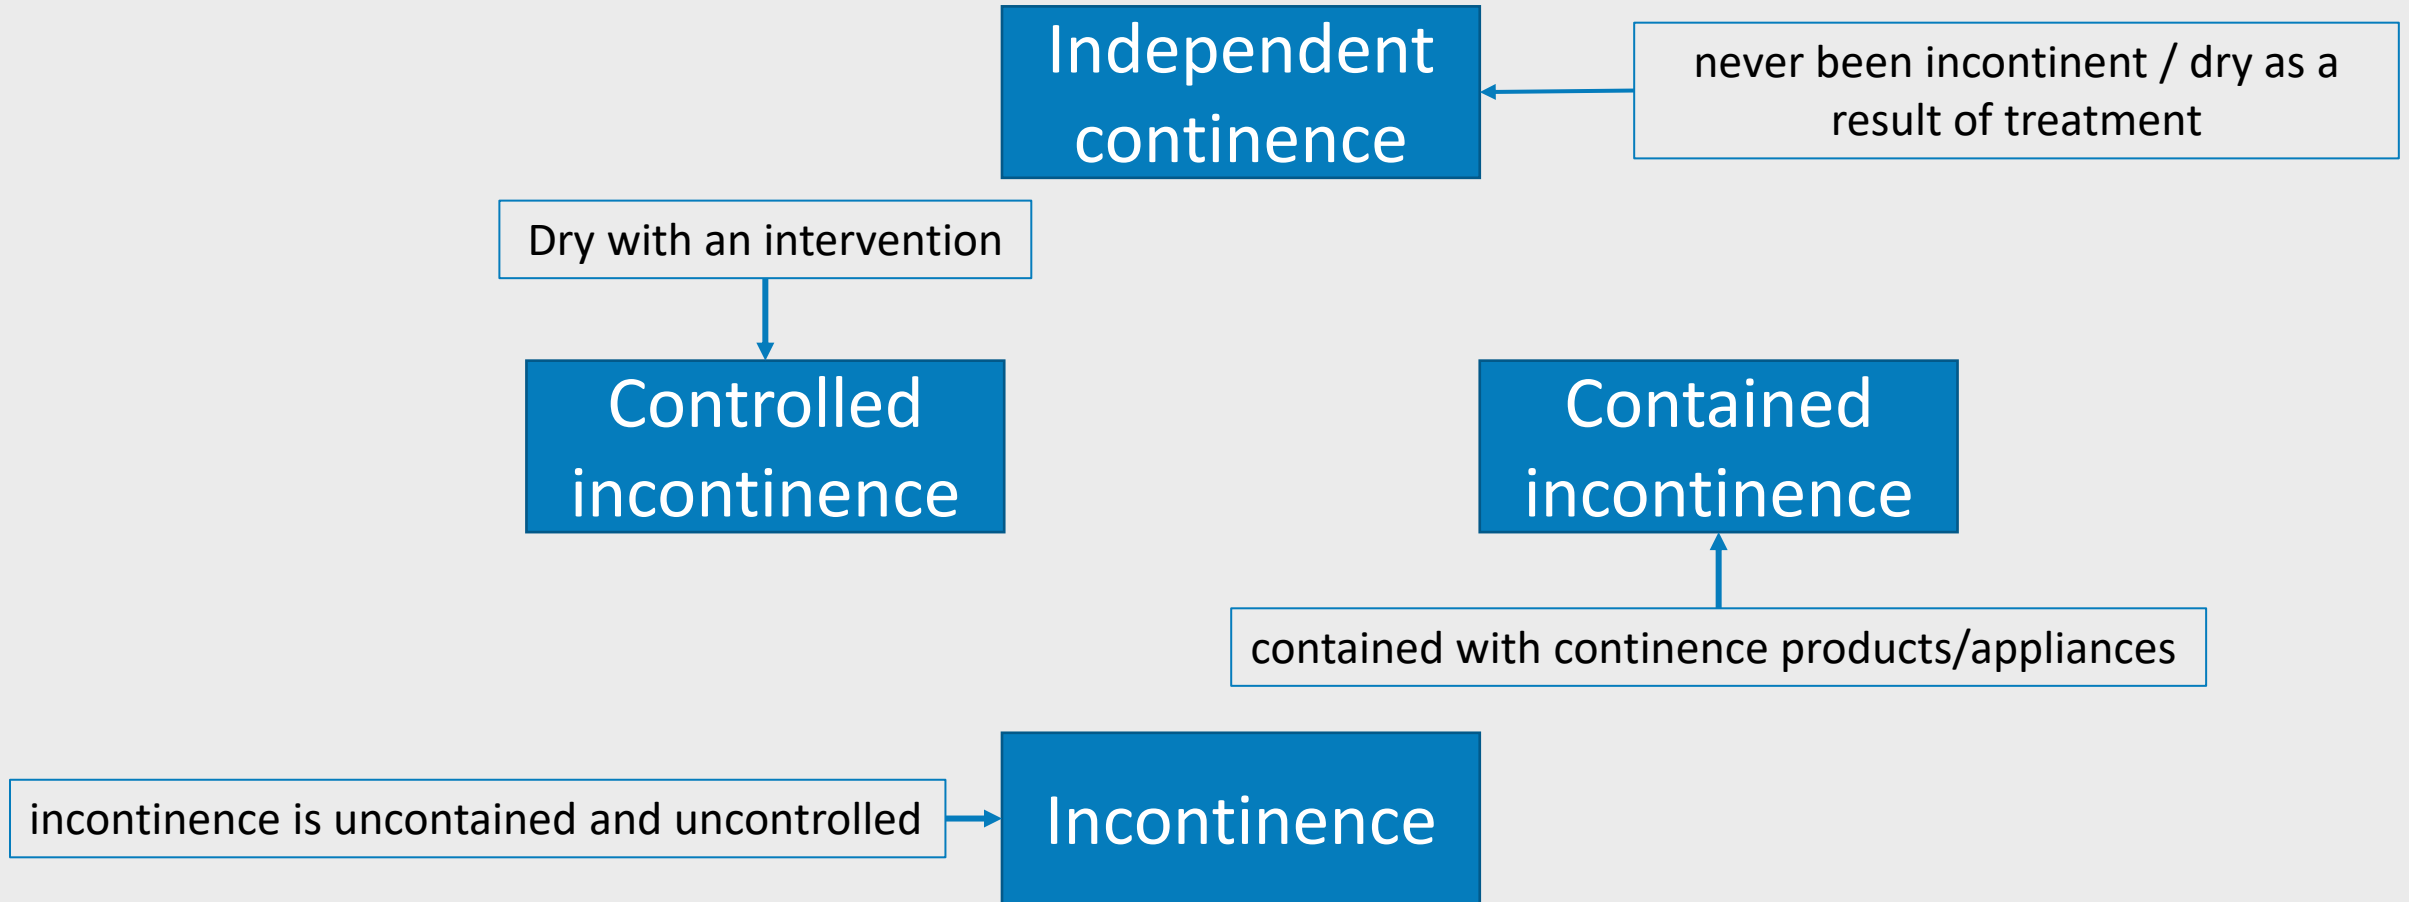 Independent
continence
never been incontinent / dry as a
result of treatment
Dry with an intervention
Controlled
incontinence
Contained
incontinence
contained with continence products/appliances
incontinence is uncontained and uncontrolled
Incontinence